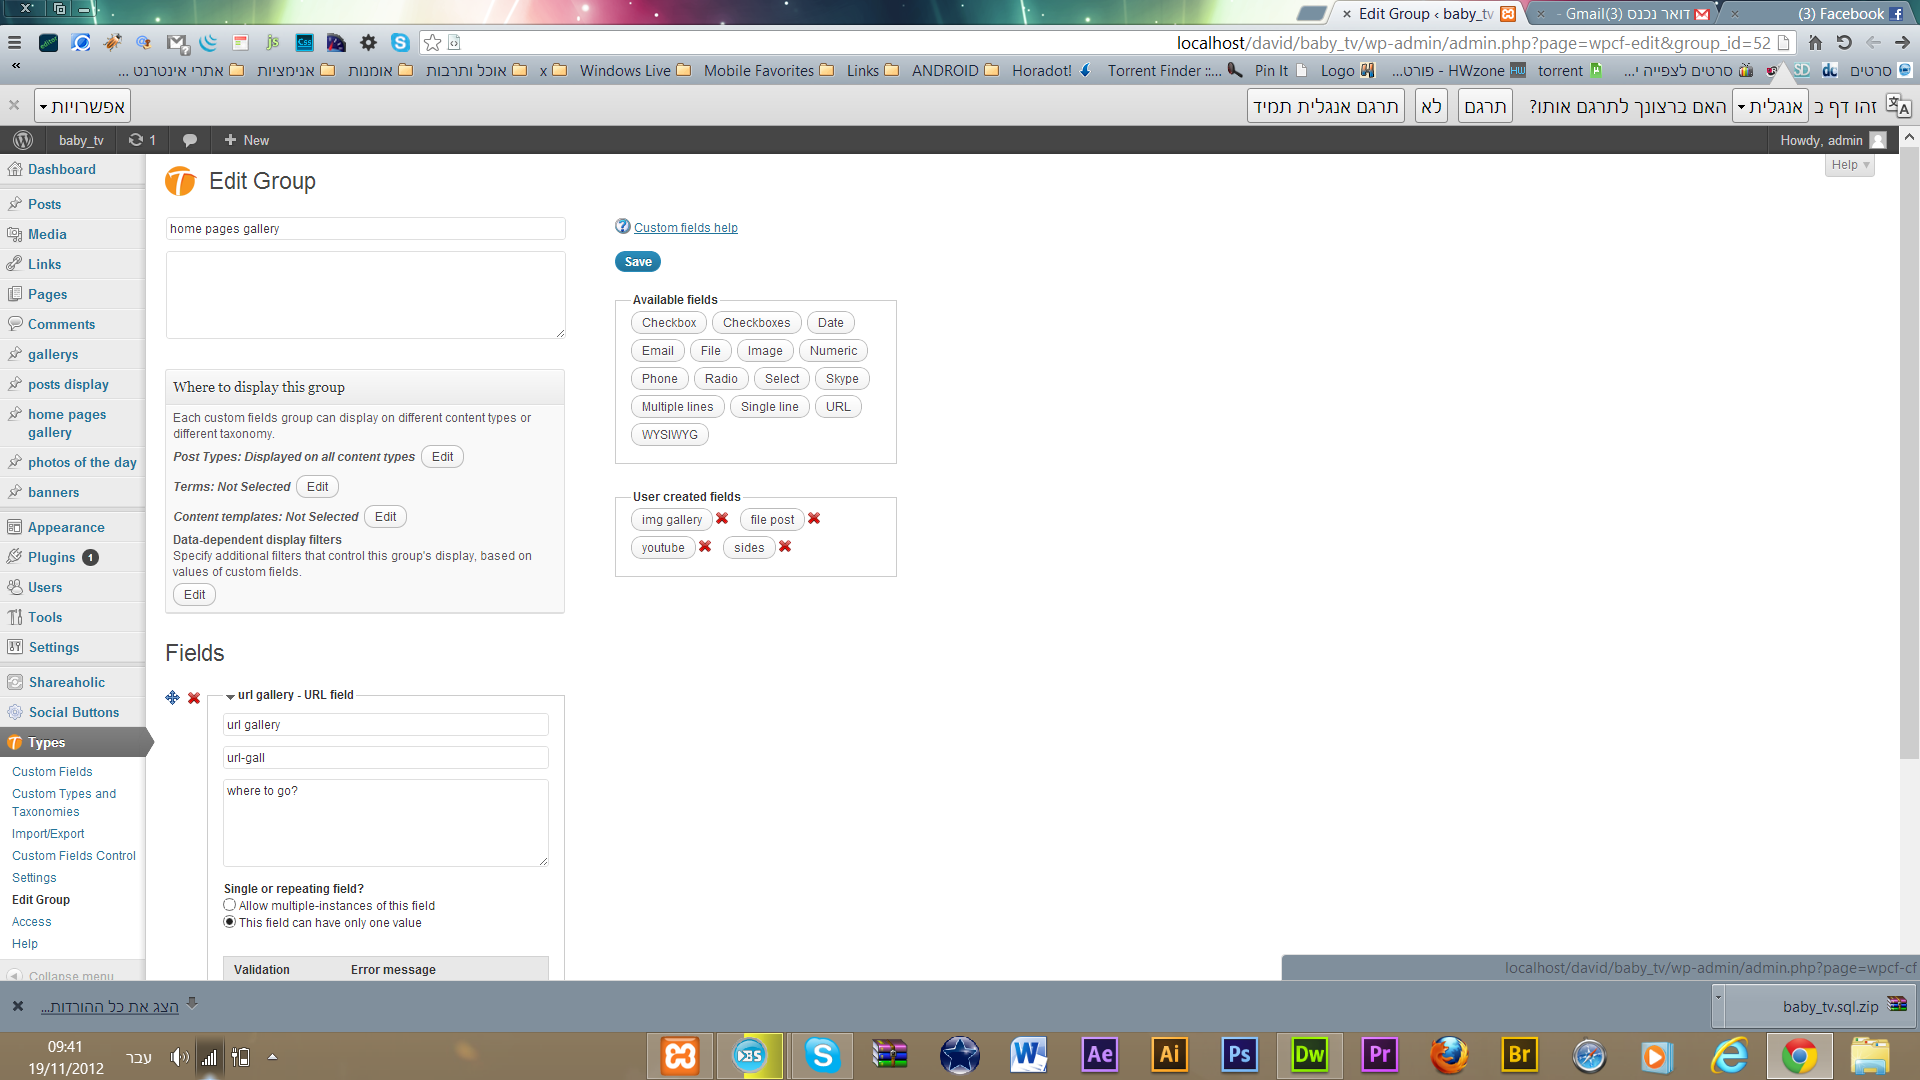 Edit Group ‹ baby_tv
דואר נכנס (3) Gmail -
(3) Facebook
localhost/david/baby_tv/wp-admin/admin.php?page=wpcf-edit&group_id=52
אתרי אינטרנט ...
אנימציות
אומנות
אוכל ותרבות
x
Windows Live
Mobile Favorites
Links
ANDROID
Horadot!
Torrent Finder ::...
Pin It
Logo
HWzone - פורט...
torrent
סרטים לצפייה י...
סרטים
אפשרויות
זהו דף ב אנגלית האם ברצונך לתרגם אותו? תרגם לא תרגם אנגלית תמיד
baby_tv
1
New
Howdy, admin
Help
Dashboard
Posts
Media
Links
Pages
Comments
gallerys
posts display
home pages
gallery
photos of the day
banners
Appearance
Plugins 1
Users
Tools
Settings
Shareaholic
Social Buttons
Types
Custom Fields
Custom Types and
Taxonomies
Import/Export
Custom Fields Control
Settings
Edit Group
Access
Help
Collapse menu
Edit Group
home pages gallery
Where to display this group
Each custom fields group can display on different content types or
different taxonomy.
Post Types: Displayed on all content types Edit
Terms: Not Selected Edit
Content templates: Not Selected Edit
Data-dependent display filters
Specify additional filters that control this group's display, based on
values of custom fields.
Edit
Fields
url gallery - URL field
url gallery
url-gall
where to go?
Single or repeating field?
Allow multiple-instances of this field
This field can have only one value
Validation Error message
Custom fields help
Save
Available fields
Checkbox Checkboxes Date
Email File Image Numeric
Phone Radio Select Skype
Multiple lines Single line URL
WYSIWYG
User created fields
img gallery file post
youtube sides
localhost/david/baby_tv/wp-admin/admin.php?page=wpcf-cf
הצג את כל ההורדות...
baby_tv.sql.zip
09:41
19/11/2012
עבר